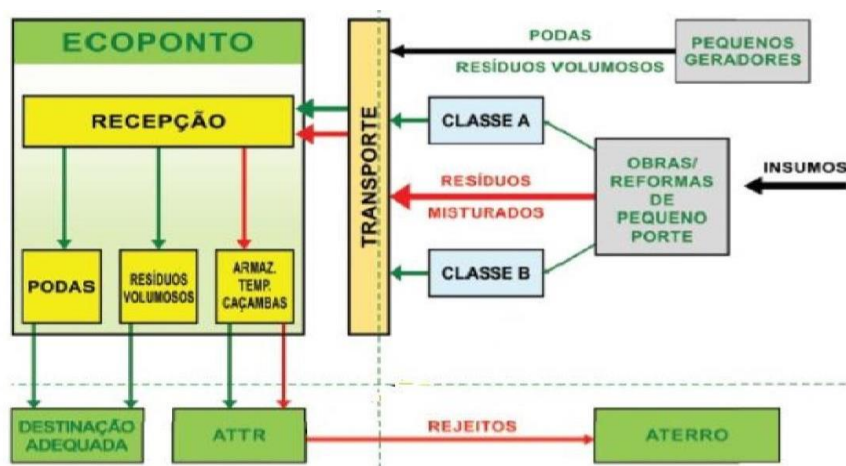 ECOPONTO
RECEPÇÃO
PODAS
RESÍDUOS
VOLUMOSOS
ARMAZ.
TEMP.
CAÇAMBAS
TRANSPORTE
PODAS
RESÍDUOS VOLUMOSOS
PEQUENOS
GERADORES
CLASSE A
RESÍDUOS
MISTURADOS
CLASSE B
OBRAS/
REFORMAS
DE
PEQUENO
PORTE
INSUMOS
DESTINAÇÃO
ADEQUADA
ATTR
REJEITOS
ATERRO